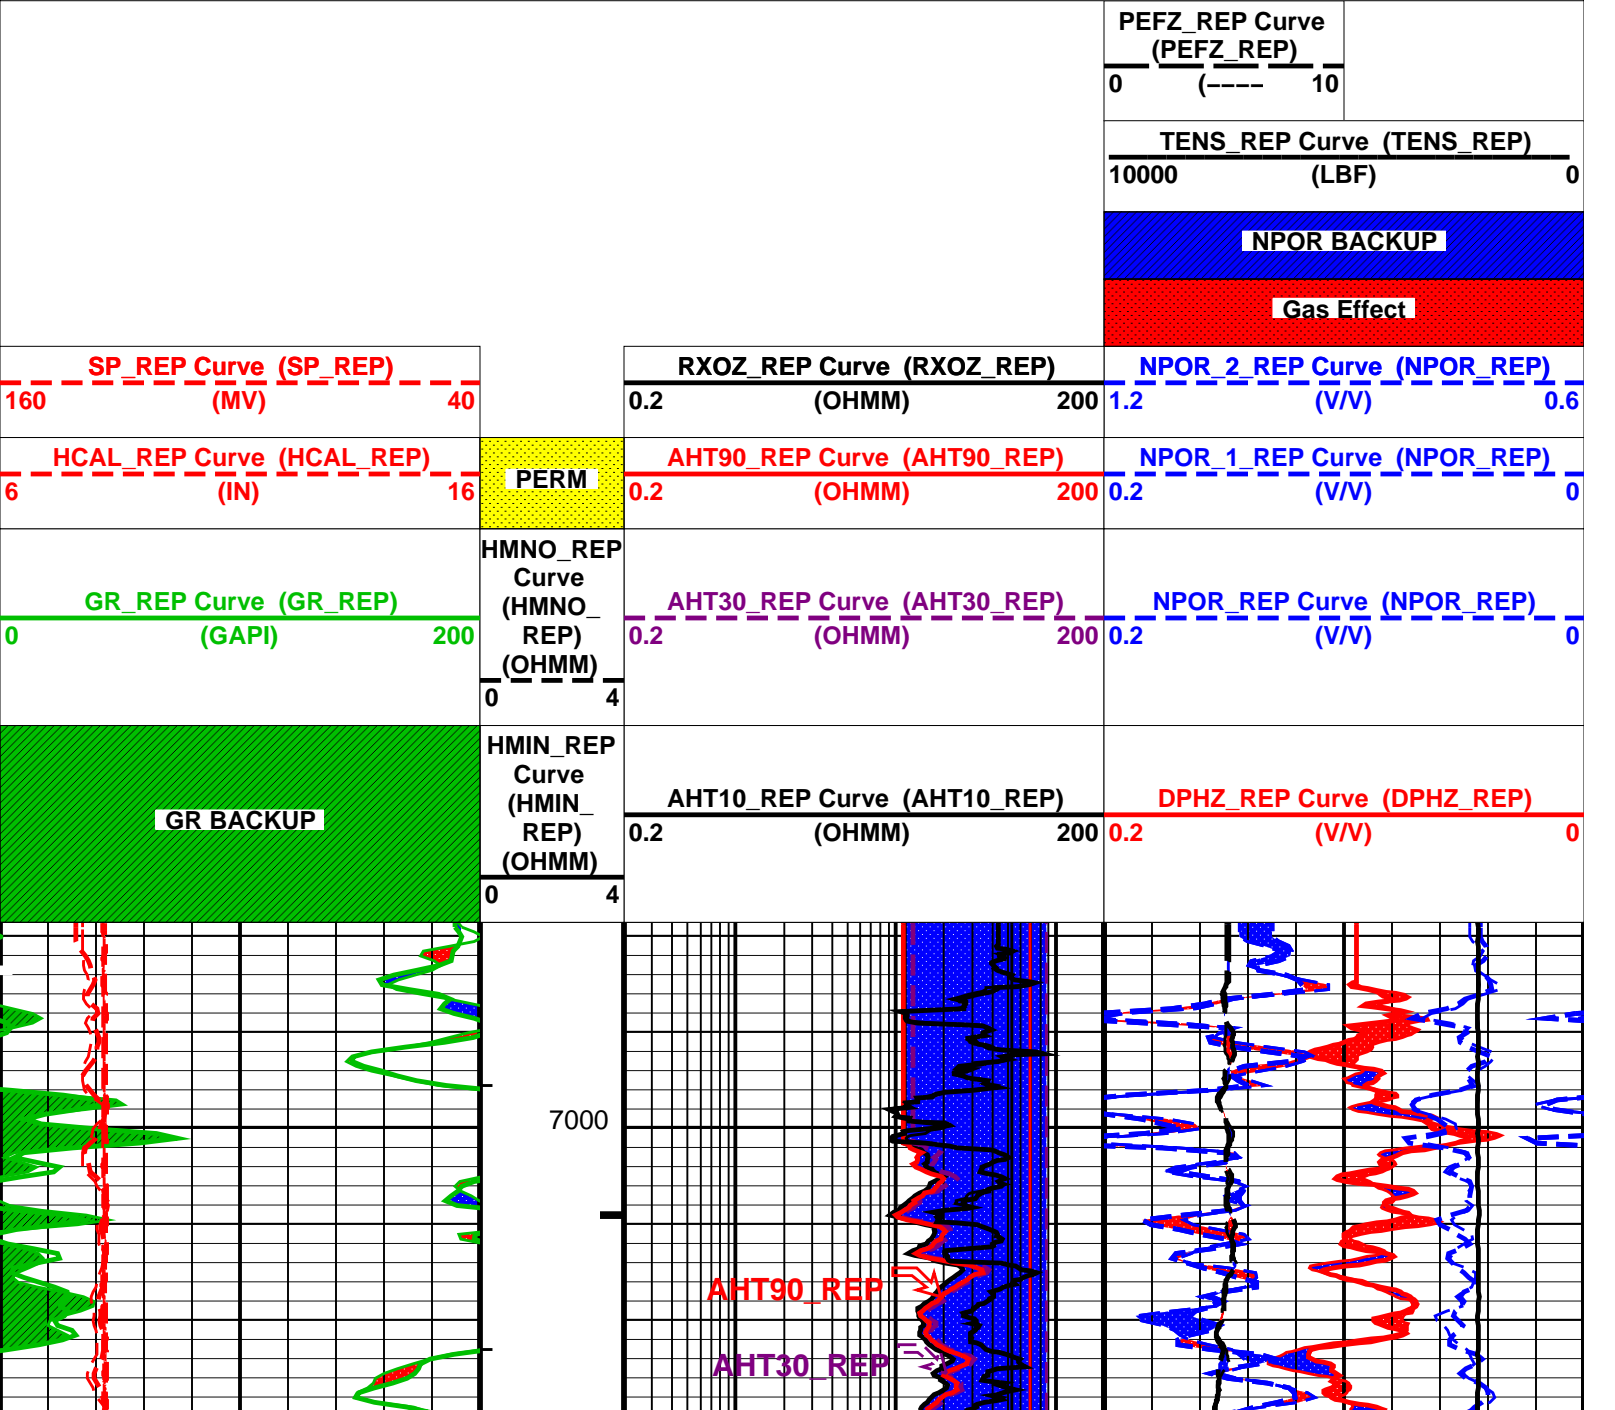 PEFZ_REP Curve
(PEFZ_REP)
0 (---- 10
TENS_REP Curve (TENS_REP)
10000 (LBF) 0
NPOR BACKUP
Gas Effect
SP_REP Curve (SP_REP)
160 (MV) 40
RXOZ_REP Curve (RXOZ_REP)
0.2 (OHMM) 200
NPOR_2_REP Curve (NPOR_REP)
1.2 (V/V) 0.6
HCAL_REP Curve (HCAL_REP)
6 (IN) 16
PERM
AHT90_REP Curve (AHT90_REP)
0.2 (OHMM) 200
NPOR_1_REP Curve (NPOR_REP)
0.2 (V/V) 0
GR_REP Curve (GR_REP)
0 (GAPI) 200
HMNO_REP
Curve
(HMNO_
REP)
(OHMM)
0 4
AHT30_REP Curve (AHT30_REP)
0.2 (OHMM) 200
NPOR_REP Curve (NPOR_REP)
0.2 (V/V) 0
GR BACKUP
HMIN_REP
Curve
(HMIN_
REP)
(OHMM)
0 4
AHT10_REP Curve (AHT10_REP)
0.2 (OHMM) 200
DPHZ_REP Curve (DPHZ_REP)
0.2 (V/V) 0
7000
AHT90_REP
AHT30_REP